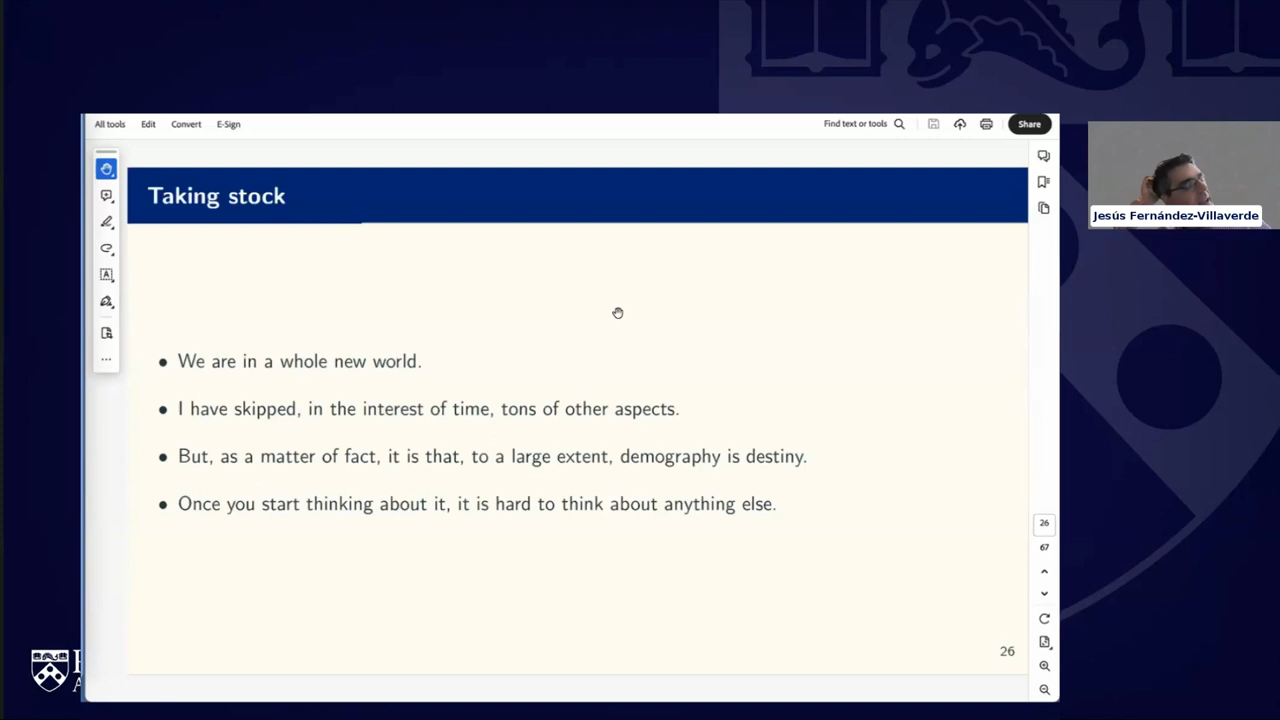 All tools Edit Convert E-Sign
Find text or tools
Share
Taking stock
Jesús Fernández-Villaverde
• We are in a whole new world.
• I have skipped, in the interest of time, tons of other aspects.
• But, as a matter of fact, it is that, to a large extent, demography is destiny.
• Once you start thinking about it, it is hard to think about anything else.
26
67
26